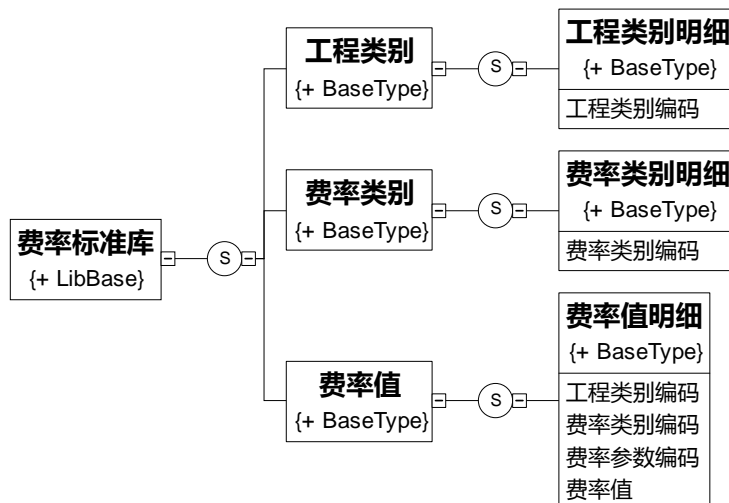 费率标准库
{+ LibBase}
S
工程类别
{+ BaseType}
S
工程类别明细
{+ BaseType}
工程类别编码
费率类别
{+ BaseType}
S
费率类别明细
{+ BaseType}
费率类别编码
费率值
{+ BaseType}
S
费率值明细
{+ BaseType}
工程类别编码
费率类别编码
费率参数编码
费率值